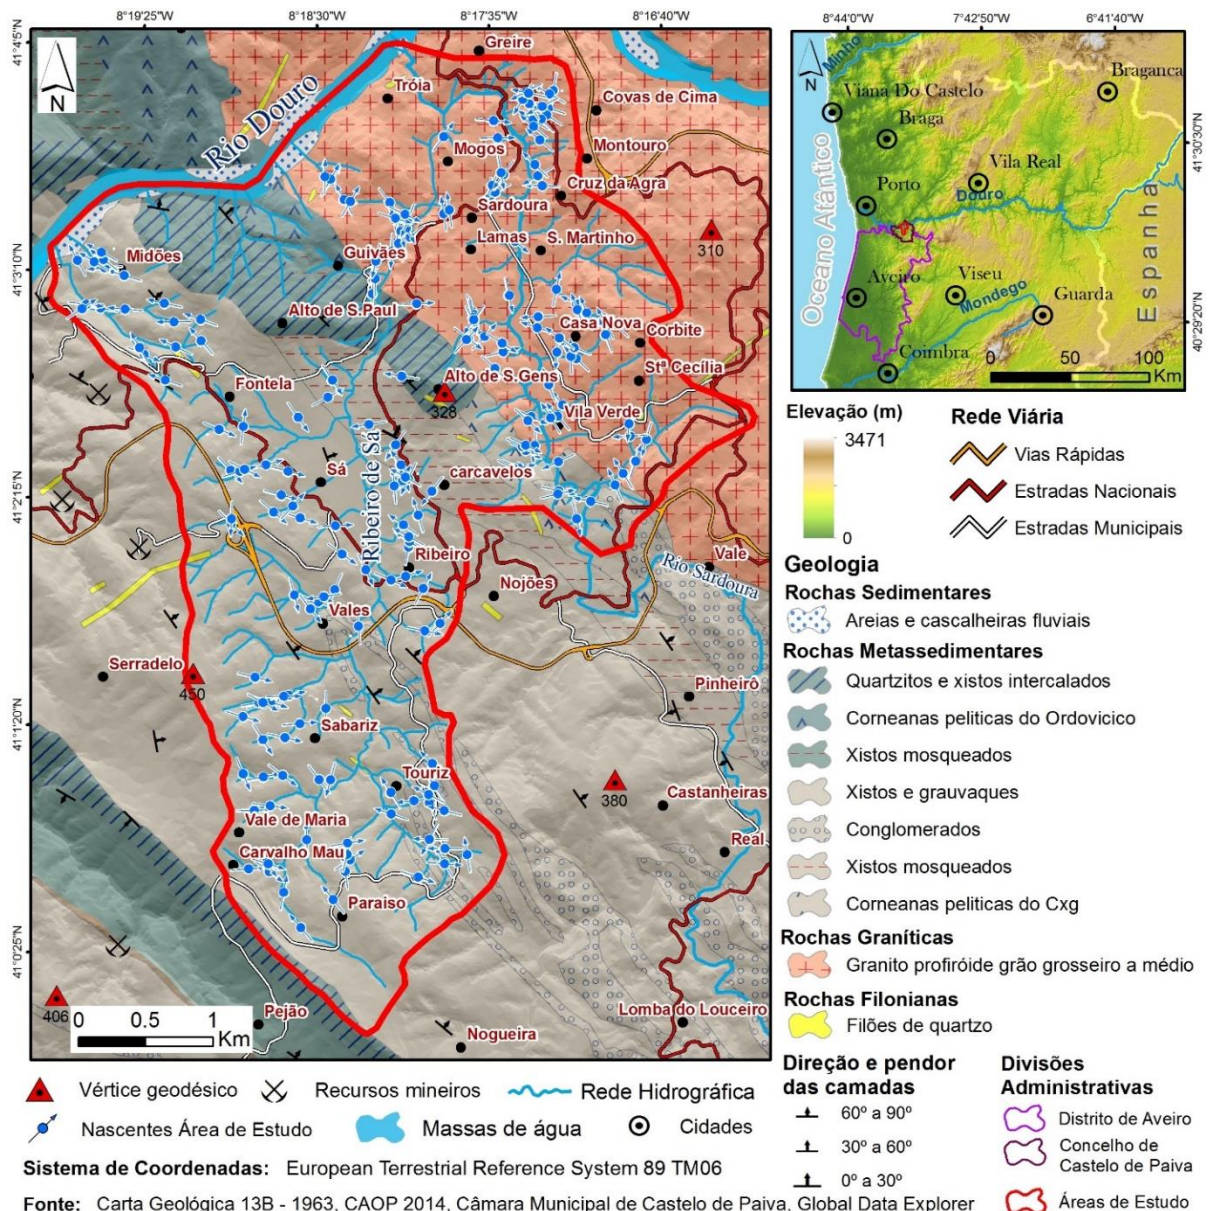 8°19'25"W 8°18'30"W 8°17'35"W 8°16'40"W
41°4'5"N
41°3'10"N
41°2'15"N
41°1'20"N
41°0'25"N
N
Greire
Tróia
Covas de Cima
Rio Douro
Mogos
Montouro
Cruz da Agra
Sardoura
310
Lamas
S. Martinho
Midões
Guivães
Alto de S.Paul
Casa Nova
Corbite
Stª Cecília
Fontela
Alto de S.Gens
328
Vila Verde
Ribeiro de Sá
Sá
carcavelos
Ribeiro
Vale
Rio Sardoura
Nojões
Vales
Serradelo
450
Pinheiro
Sabariz
Touriz
380
Castanheiras
Vale de Maria
Real
Carvalho Mau
Paraiso
406
Pejão
Lomba do Louceiro
Nogueira
0 0.5 1
Km
8°44'0"W 7°42'50"W 6°41'40"W
41°30'30"N
40°29'20"N
N
Minho
Braganca
Viana Do Castelo
Braga
Vila Real
Porto
Douro
Oceano Atântico
Espanha
Aveiro
Viseu
Mondego
Guarda
Coimbra
0 50 100
Km
Elevação (m)
3471
0
Rede Viária
Vias Rápidas
Estradas Nacionais
Estradas Municipais
Geologia
Rochas Sedimentares
Areias e cascalheiras fluviais
Rochas Metassedimentares
Quartzitos e xistos intercalados
Corneanas peliticas do Ordovicico
Xistos mosqueados
Xistos e grauvaques
Conglomerados
Xistos mosqueados
Corneanas peliticas do Cxg
Rochas Graníticas
Granito profiróide grão grosseiro a médio
Rochas Filonianas
Filões de quartzo
Direção e pendor
das camadas
60º a 90º
30º a 60º
0º a 30º
Divisões
Administrativas
Distrito de Aveiro
Concelho de
Castelo de Paiva
Áreas de Estudo
Vértice geodésico
Recursos mineiros
Rede Hidrográfica
Nascentes Área de Estudo
Massas de água
Cidades
Sistema de Coordenadas: European Terrestrial Reference System 89 TM06
Fonte: Carta Geológica 13B - 1963, CAOP 2014, Câmara Municipal de Castelo de Paiva, Global Data Explorer